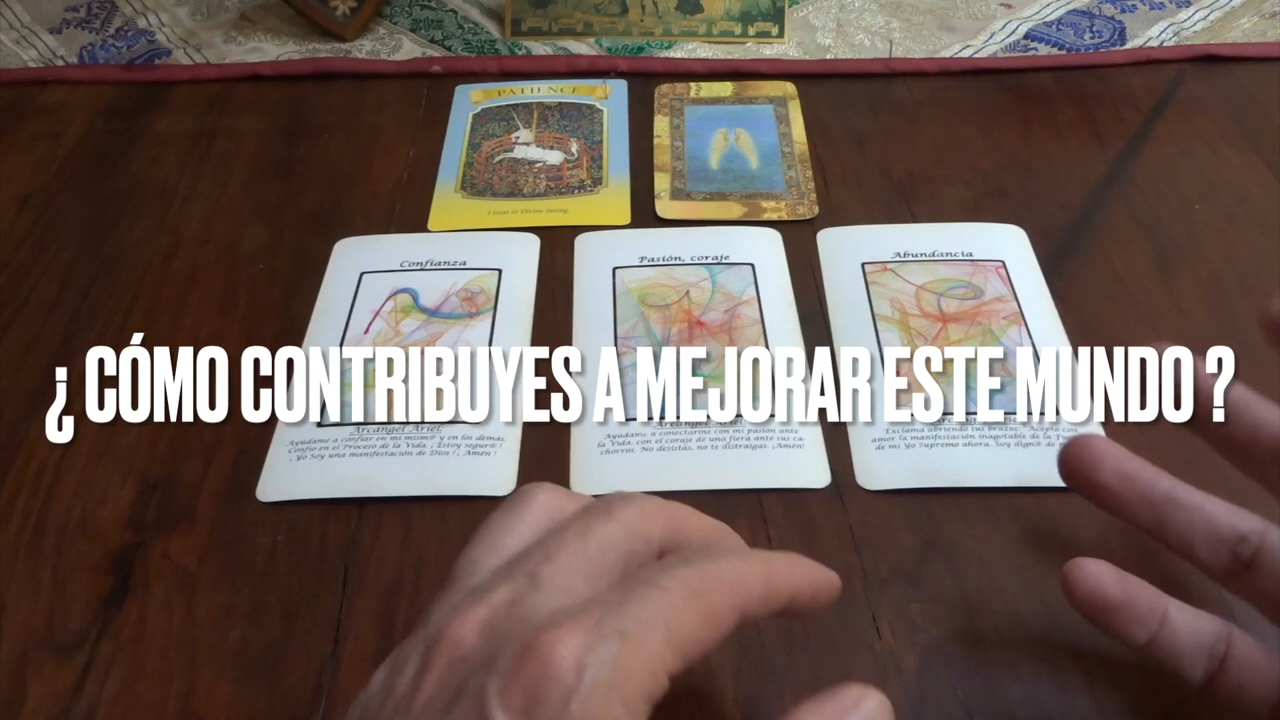 PATIENCE
I trust in Divine timing.
Confianza
Pasión, coraje
Abundancia
¿ CÓMO CONTRIBUYES A MEJORAR ESTE MUNDO ?
Arcángel Ariel.
Ayúdame a confiar en mi mism@ y en los demás.
Confío en el Proceso de la Vida. ¡ Estoy segur@ !
¡ Yo Soy una manifestación de Dios ! ¡ Amén !
Arcángel Ariel.
Ayúdame a conectarme con mi pasión ante
la Vida, con el coraje de una fiera ante sus ca-
chorros. No desistas, no te distraigas. ¡Amén!
Exclama abriendo tus brazos: Acepto con
amor la manifestación inagotable de la
de mi Yo Supremo ahora. Soy dign@ de